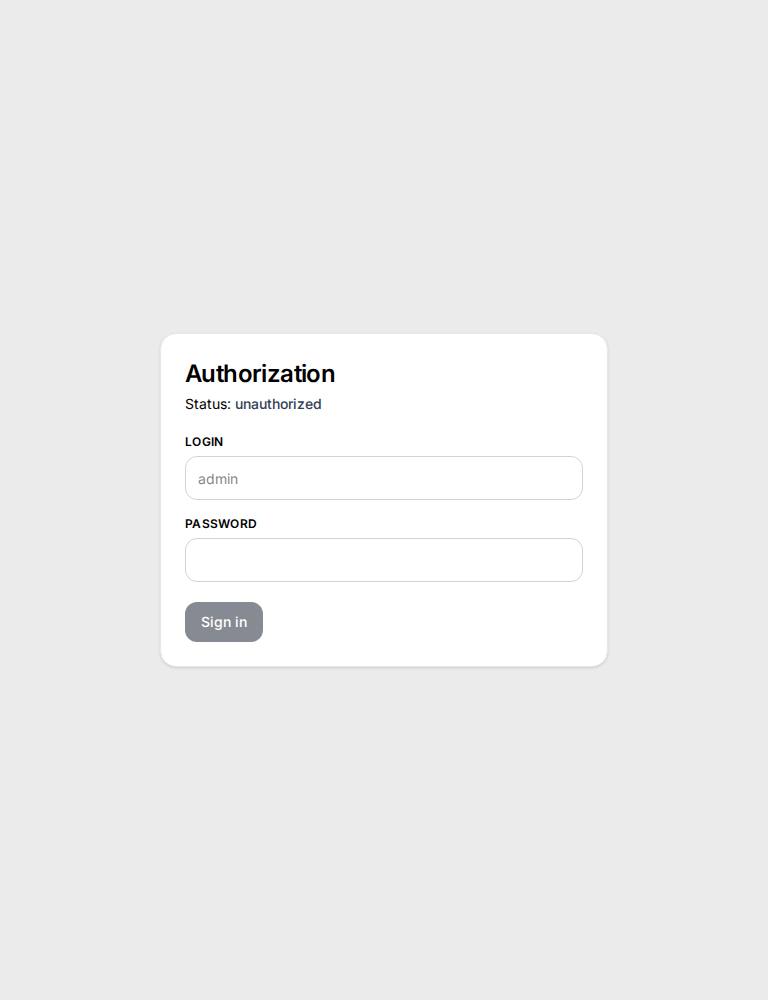 Authorization
Status: unauthorized
LOGIN
admin
PASSWORD
Sign in